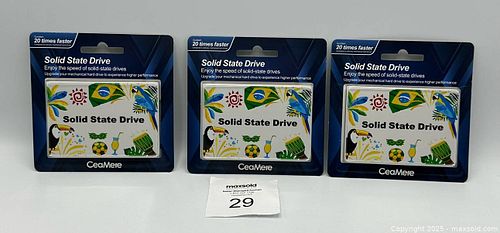 20 times faster
Solid State Drive
Enjoy the speed of solid-state drives
Upgrade your mechanical hard drive to experience higher performance
Solid State Drive
CeaMere
20 times faster
Solid State Drive
Enjoy the speed of solid-state drives
Upgrade your mechanical hard drive to experience higher performance
Solid State Drive
CeaMere
20 times faster
Solid State Drive
Enjoy the speed of solid-state drives
Upgrade your mechanical hard drive to experience higher performance
Solid State Drive
CeaMere
maxsold
29
Copyright 2025 - maxsold.com